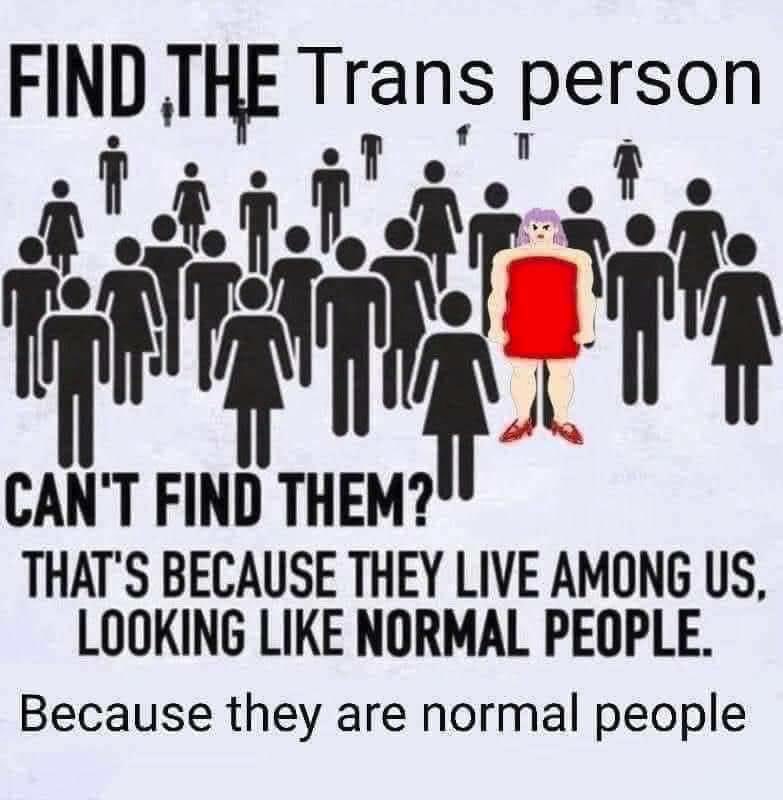 FIND THE Trans person
CAN'T FIND THEM?
THAT'S BECAUSE THEY LIVE AMONG US,
LOOKING LIKE NORMAL PEOPLE.
Because they are normal people